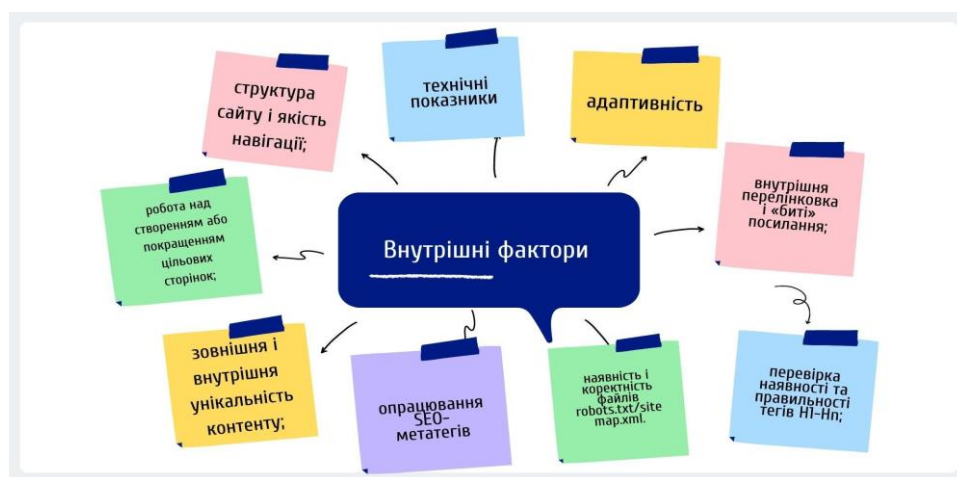 структура
сайту і якість
навігації;
технічні
показники
адаптивність
робота над
створенням або
покращенням
цільових
сторінок;
Внутрішні фактори
внутрішня
перелінковка
і «биті»
посилання;
зовнішня і
внутрішня
унікальність
контенту;
опрацювання
SEO-
метатегів
наявність і
коректність
файлів
robots.txt/site
map.xml.
перевірка
наявності та
правильності
тегів H1-Hn;